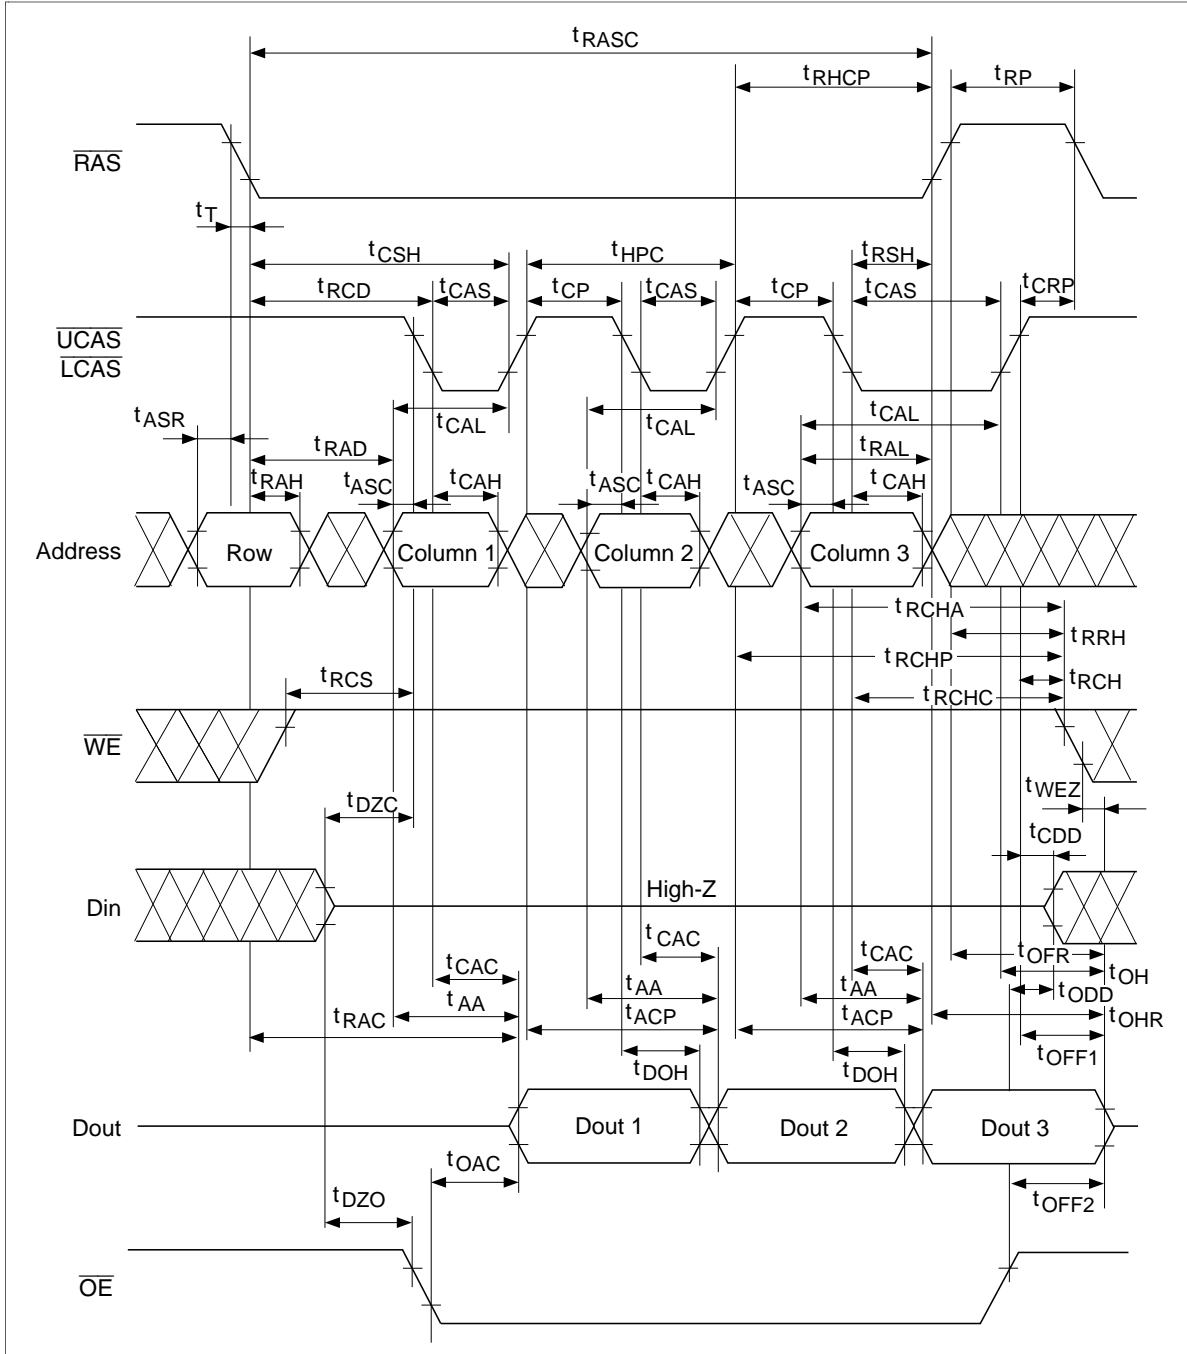 tRASC
tRHCP tRP
RAS
tT
tCSH tHPC tRSH
tRCD tCAS tCP tCAS tCP tCAS tCRP
UCAS
LCAS
tASR tCAL tCAL tCAL
tRAD tRAL
tRAH tASC tCAH tASC tCAH tASC tCAH
Address Row Column 1 Column 2 Column 3
tRCHA
tRRH
tRCHP
tRCS tRCH
tRCHC
WE
tWEZ
tDZC
tCDD
High-Z
Din
tCAC tOFR
tCAC tCAC tOH
tAA tAA tAA tODD
tRAC tACP tACP tOHR
tOFF1
tDOH tDOH
Dout Dout 1 Dout 2 Dout 3
tOAC
tDZO tOFF2
OE